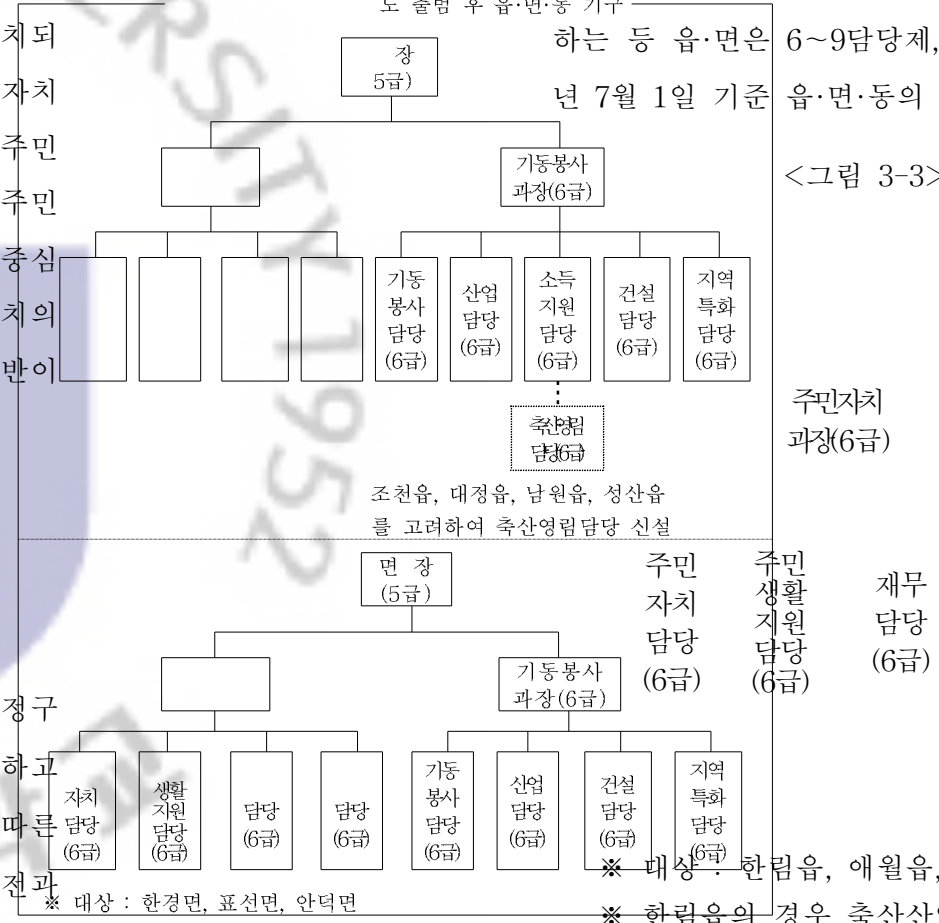 도 출범 후 읍·면·동 기구
치되
하는 등 읍·면은 6~9담당제,
자치
년 7월 1일 기준 읍·면·동의
주민
주민
<그림 3-3>
중심
치의
반이
장
5급)
기동봉사
과장(6급)
기동
봉사
담당
(6급)
산업
담당
(6급)
소득
지원
담당
(6급)
건설
담당
(6급)
지역
특화
담당
(6급)
축산영림
담당(6급)
주민자치
과장(6급)
조천읍, 대정읍, 남원읍, 성산읍
를 고려하여 축산영림담당 신설
면 장
(5급)
주민
자치
담당
(6급)
주민
생활
지원
담당
(6급)
재무
담당
(6급)
기동봉사
과장(6급)
정구
하고
따른
전과
자치
담당
(6급)
생활
지원
담당
(6급)
담당
(6급)
담당
(6급)
기동
봉사
담당
(6급)
산업
담당
(6급)
건설
담당
(6급)
지역
특화
담당
(6급)
※ 대상 : 한림읍, 애월읍,
※ 대상 : 한경면, 표선면, 안덕면
※ 한림읍의 경우 축산
ERSITY 1952